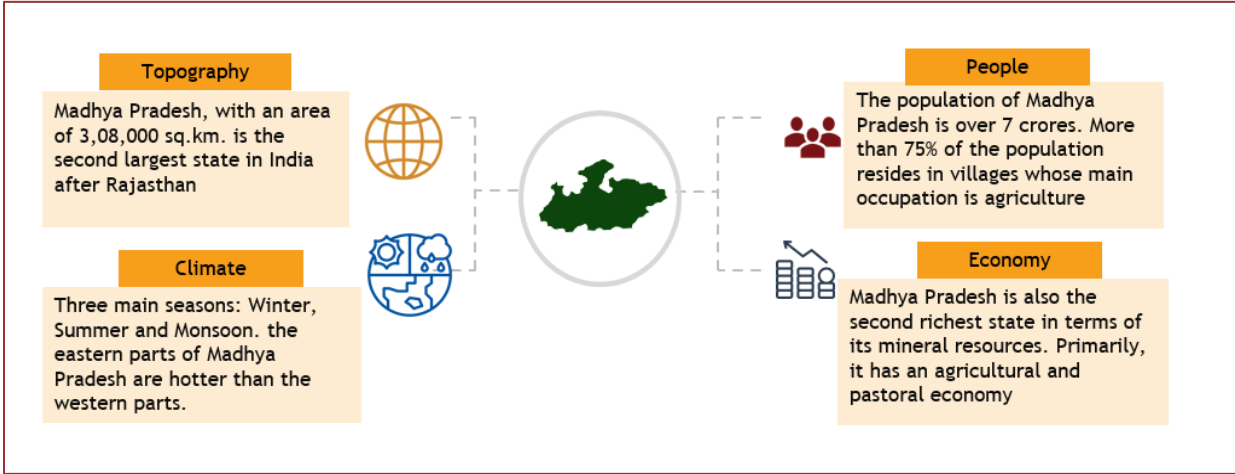 Topography
Madhya Pradesh, with an area
of 3,08,000 sq.km. is the
second largest state in India
after Rajasthan
Climate
Three main seasons: Winter,
Summer and Monsoon. the
eastern parts of Madhya
Pradesh are hotter than the
western parts.
People
The population of Madhya
Pradesh is over 7 crores. More
than 75% of the population
resides in villages whose main
occupation is agriculture
Economy
Madhya Pradesh is also the
second richest state in terms of
its mineral resources. Primarily,
it has an agricultural and
pastoral economy